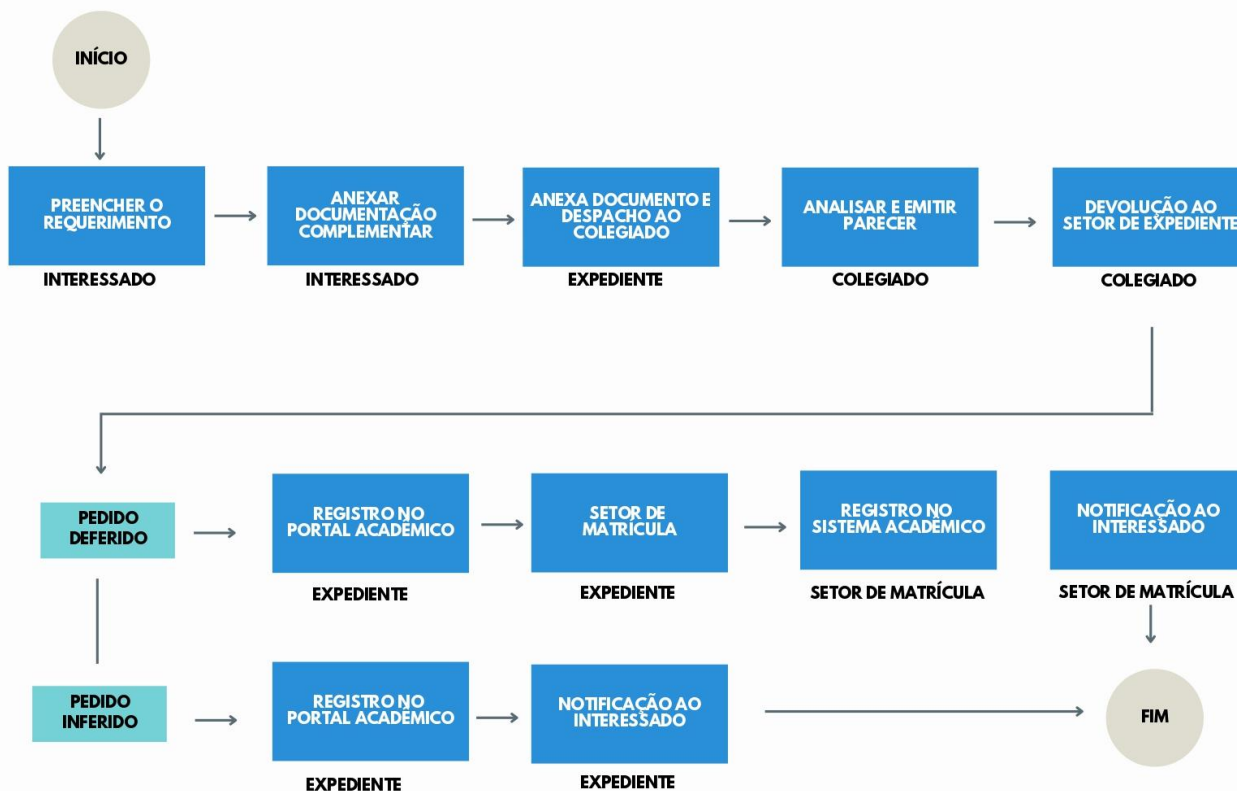 INÍCIO
PREENCHER O
REQUERIMENTO
INTERESSADO
ANEXAR
DOCUMENTAÇÃO
COMPLEMENTAR
INTERESSADO
ANEXA DOCUMENTO E
DESPACHO AO
COLEGIADO
EXPEDIENTE
ANALISAR E EMITIR
PARECER
COLEGIADO
DEVOLUÇÃO AO
SETOR DE EXPEDIENTE
COLEGIADO
PEDIDO
DEFERIDO
REGISTRO NO
PORTAL ACADÊMICO
EXPEDIENTE
SETOR DE
MATRÍCULA
EXPEDIENTE
REGISTRO NO
SISTEMA ACADÊMICO
SETOR DE MATRÍCULA
NOTIFICAÇÃO AO
INTERESSADO
SETOR DE MATRÍCULA
PEDIDO
INFERIDO
REGISTRO NO
PORTAL ACADÊMICO
EXPEDIENTE
NOTIFICAÇÃO AO
INTERESSADO
EXPEDIENTE
FIM